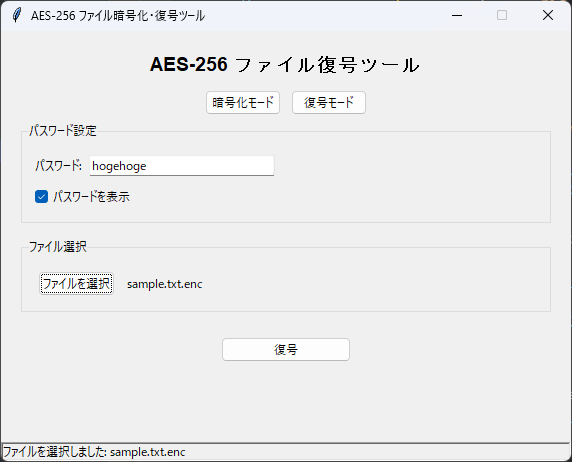 AES-256 ファイル暗号化・復号ツール
AES-256 ファイル復号ツール
暗号化モード 復号モード
パスワード設定
パスワード: hogehoge
パスワードを表示
ファイル選択
ファイルを選択 sample.txt.enc
復号
ファイルを選択しました: sample.txt.enc